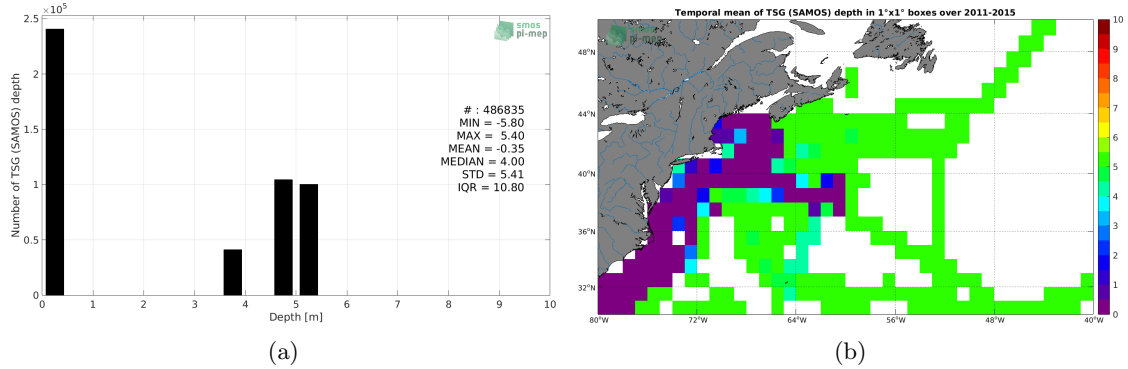 ×10⁵
2.5
2
1.5
1
0.5
0
0 1 2 3 4 5 6 7 8 9 10
Number of TSG (SAMOS) depth
Depth [m]
smos
pi-mep
# : 486835
MIN = -5.80
MAX = 5.40
MEAN = -0.35
MEDIAN = 4.00
STD = 5.41
IQR = 10.80
(a)
Temporal mean of TSG (SAMOS) depth in 1°x1° boxes over 2011-2015
smos
pi-mep
48°N
44°N
40°N
36°N
32°N
80°W 72°W 64°W 56°W 48°W 40°W
10
9
8
7
6
5
4
3
2
1
0
(b)